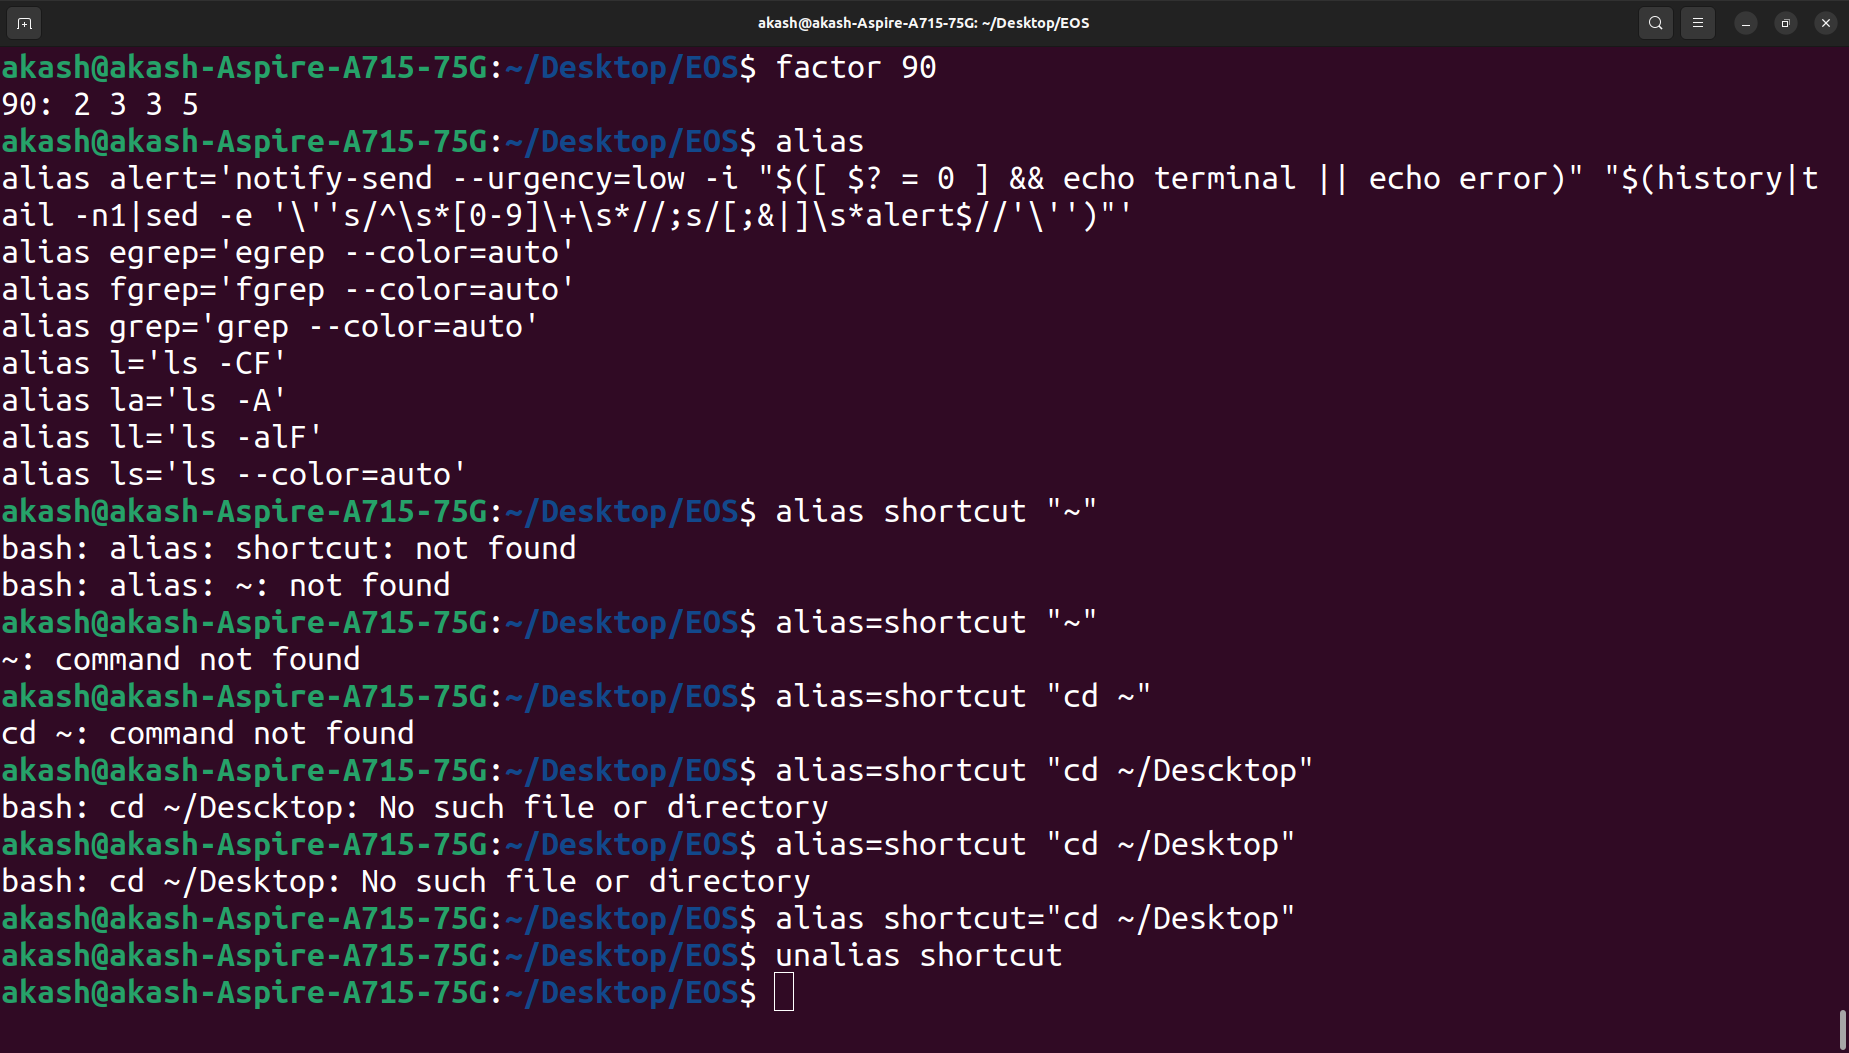 akash@akash-Aspire-A715-75G: ~/Desktop/EOS
akash@akash-Aspire-A715-75G:~/Desktop/EOS$ factor 90
90: 2 3 3 5
akash@akash-Aspire-A715-75G:~/Desktop/EOS$ alias
alias alert='notify-send --urgency=low -i "$([ $? = 0 ] && echo terminal || echo error)" "$(history|t
ail -n1|sed -e '\''s/^\s*[0-9]\+\s*//;s/[;&|]\s*alert$//'\'')"'
alias egrep='egrep --color=auto'
alias fgrep='fgrep --color=auto'
alias grep='grep --color=auto'
alias l='ls -CF'
alias la='ls -A'
alias ll='ls -alF'
alias ls='ls --color=auto'
akash@akash-Aspire-A715-75G:~/Desktop/EOS$ alias shortcut "~"
bash: alias: shortcut: not found
bash: alias: ~: not found
akash@akash-Aspire-A715-75G:~/Desktop/EOS$ alias=shortcut "~"
~: command not found
akash@akash-Aspire-A715-75G:~/Desktop/EOS$ alias=shortcut "cd ~"
cd ~: command not found
akash@akash-Aspire-A715-75G:~/Desktop/EOS$ alias=shortcut "cd ~/Descktop"
bash: cd ~/Descktop: No such file or directory
akash@akash-Aspire-A715-75G:~/Desktop/EOS$ alias=shortcut "cd ~/Desktop"
bash: cd ~/Desktop: No such file or directory
akash@akash-Aspire-A715-75G:~/Desktop/EOS$ alias shortcut="cd ~/Desktop"
akash@akash-Aspire-A715-75G:~/Desktop/EOS$ unalias shortcut
akash@akash-Aspire-A715-75G:~/Desktop/EOS$